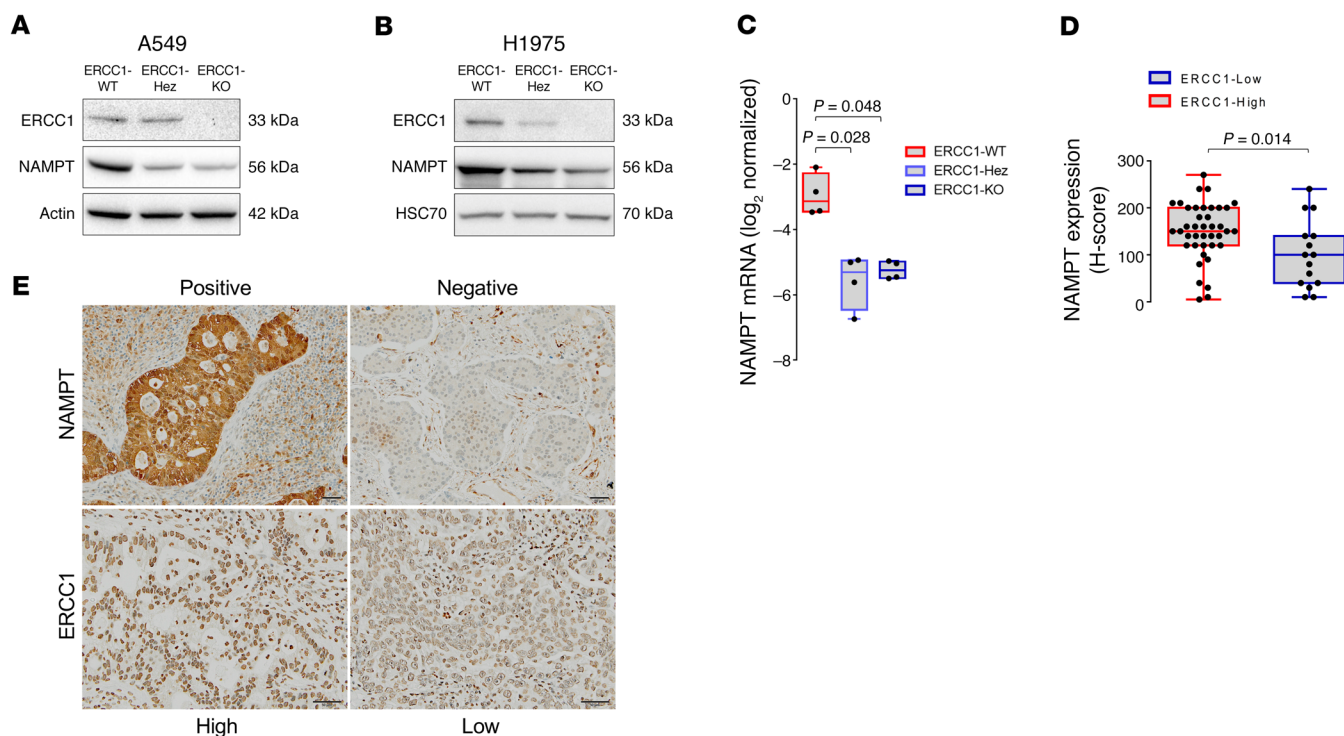 A
A549
ERCC1-
WT
ERCC1-
Hez
ERCC1-
KO
ERCC1
33 kDa
NAMPT
56 kDa
Actin
42 kDa
B
H1975
ERCC1-
WT
ERCC1-
Hez
ERCC1-
KO
ERCC1
33 kDa
NAMPT
56 kDa
HSC70
70 kDa
C
NAMPT mRNA (log2 normalized)
0
–2
–4
–6
–8
P = 0.048
P = 0.028
ERCC1-WT
ERCC1-Hez
ERCC1-KO
D
ERCC1-Low
ERCC1-High
P = 0.014
NAMPT expression
(H-score)
300
200
100
0
E
Positive
Negative
NAMPT
ERCC1
High
Low